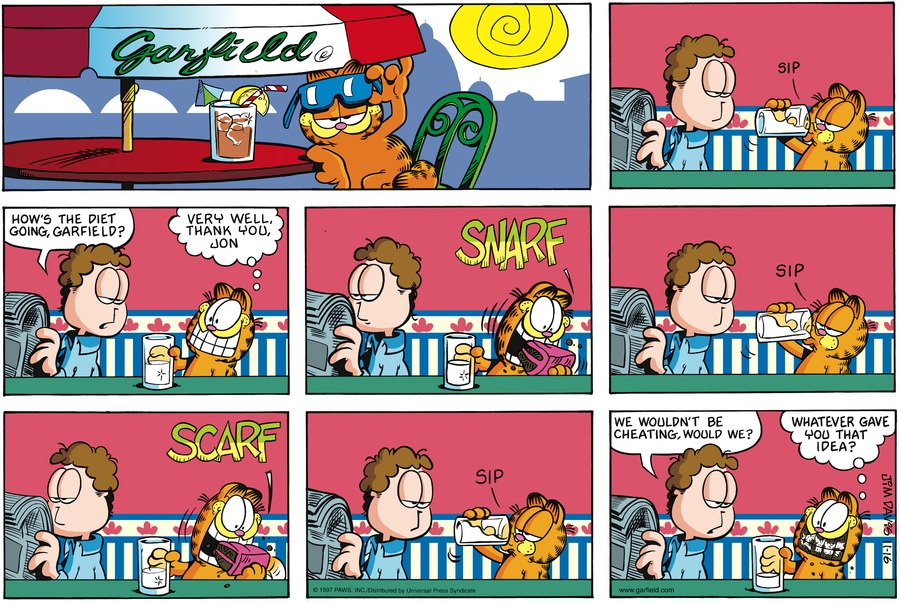 Garfield
SIP
HOW'S THE DIET
GOING, GARFIELD?
VERY WELL,
THANK YOU,
JON
SNARF
SIP
SCARF
SIP
© 1997 PAWS, INC./Distributed by Universal Press Syndicate
WE WOULDN'T BE
CHEATING, WOULD WE?
WHATEVER GAVE
YOU THAT
IDEA?
JIM DAVIS 11-16
www.garfield.com